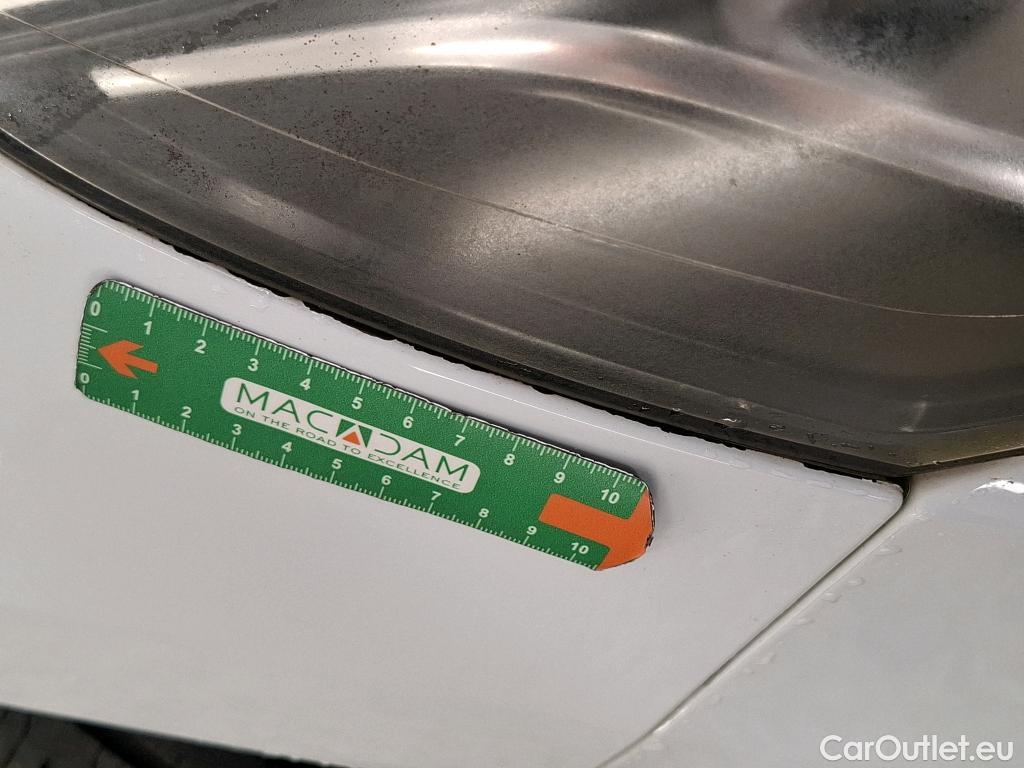 0 1 2 3 4 5 6 7 8 9 10
MACADAM
ON THE ROAD TO EXCELLENCE
0 1 2 3 4 5 6 7 8 9 10
CarOutlet.eu